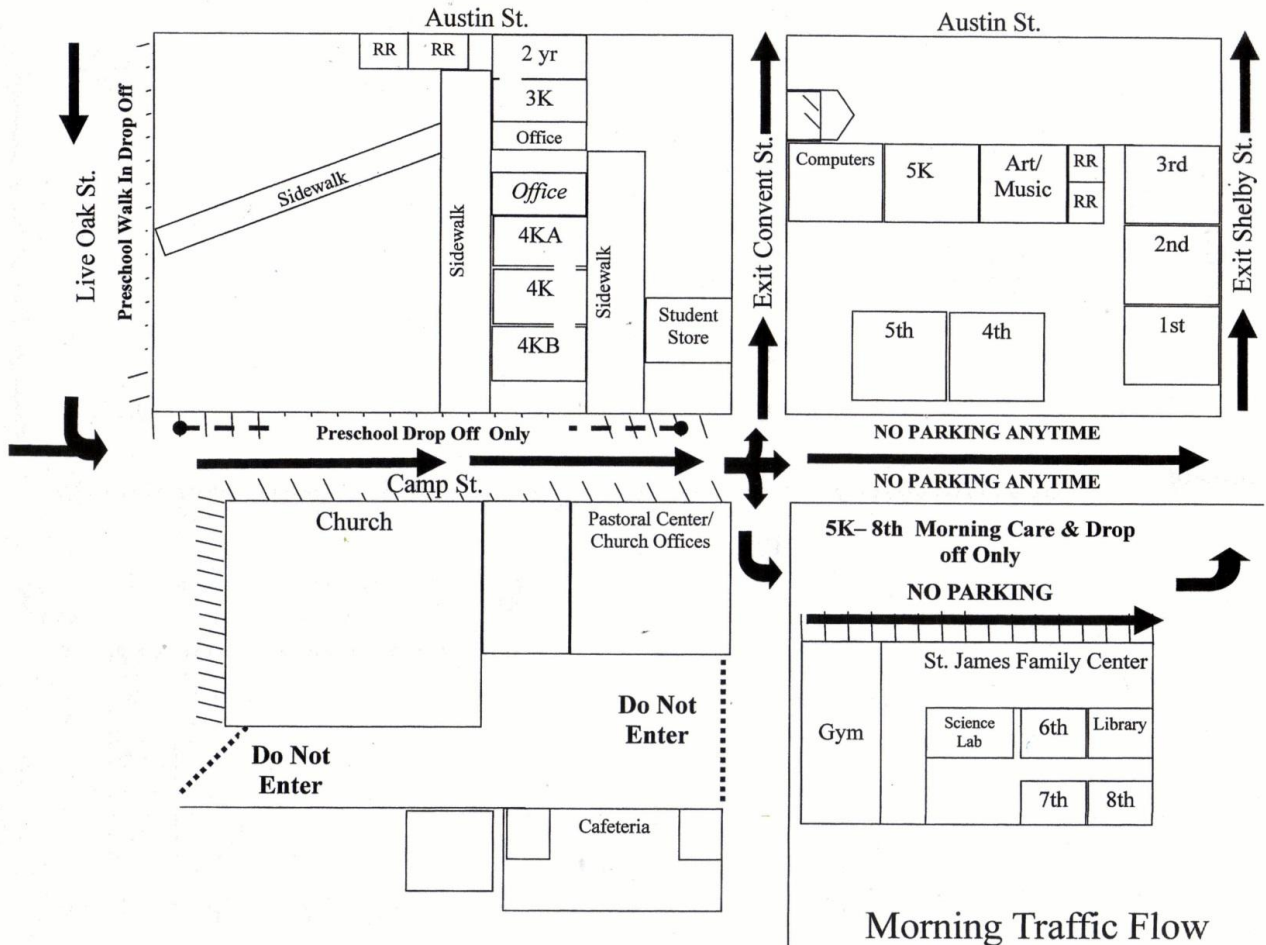 Austin St.
Austin St.
RR
RR
2 yr
3K
Office
Office
4KA
4K
4KB
Sidewalk
Sidewalk
Sidewalk
Student
Store
Live Oak St.
Preschool Walk In Drop Off
Exit Convent St.
Exit Shelby St.
Computers
5K
Art/
Music
RR
RR
3rd
2nd
1st
5th
4th
Preschool Drop Off Only
NO PARKING ANYTIME
NO PARKING ANYTIME
Camp St.
Church
Pastoral Center/
Church Offices
5K– 8th Morning Care & Drop
off Only
NO PARKING
St. James Family Center
Gym
Science
Lab
6th
Library
7th
8th
Do Not
Enter
Do Not
Enter
Cafeteria
Morning Traffic Flow